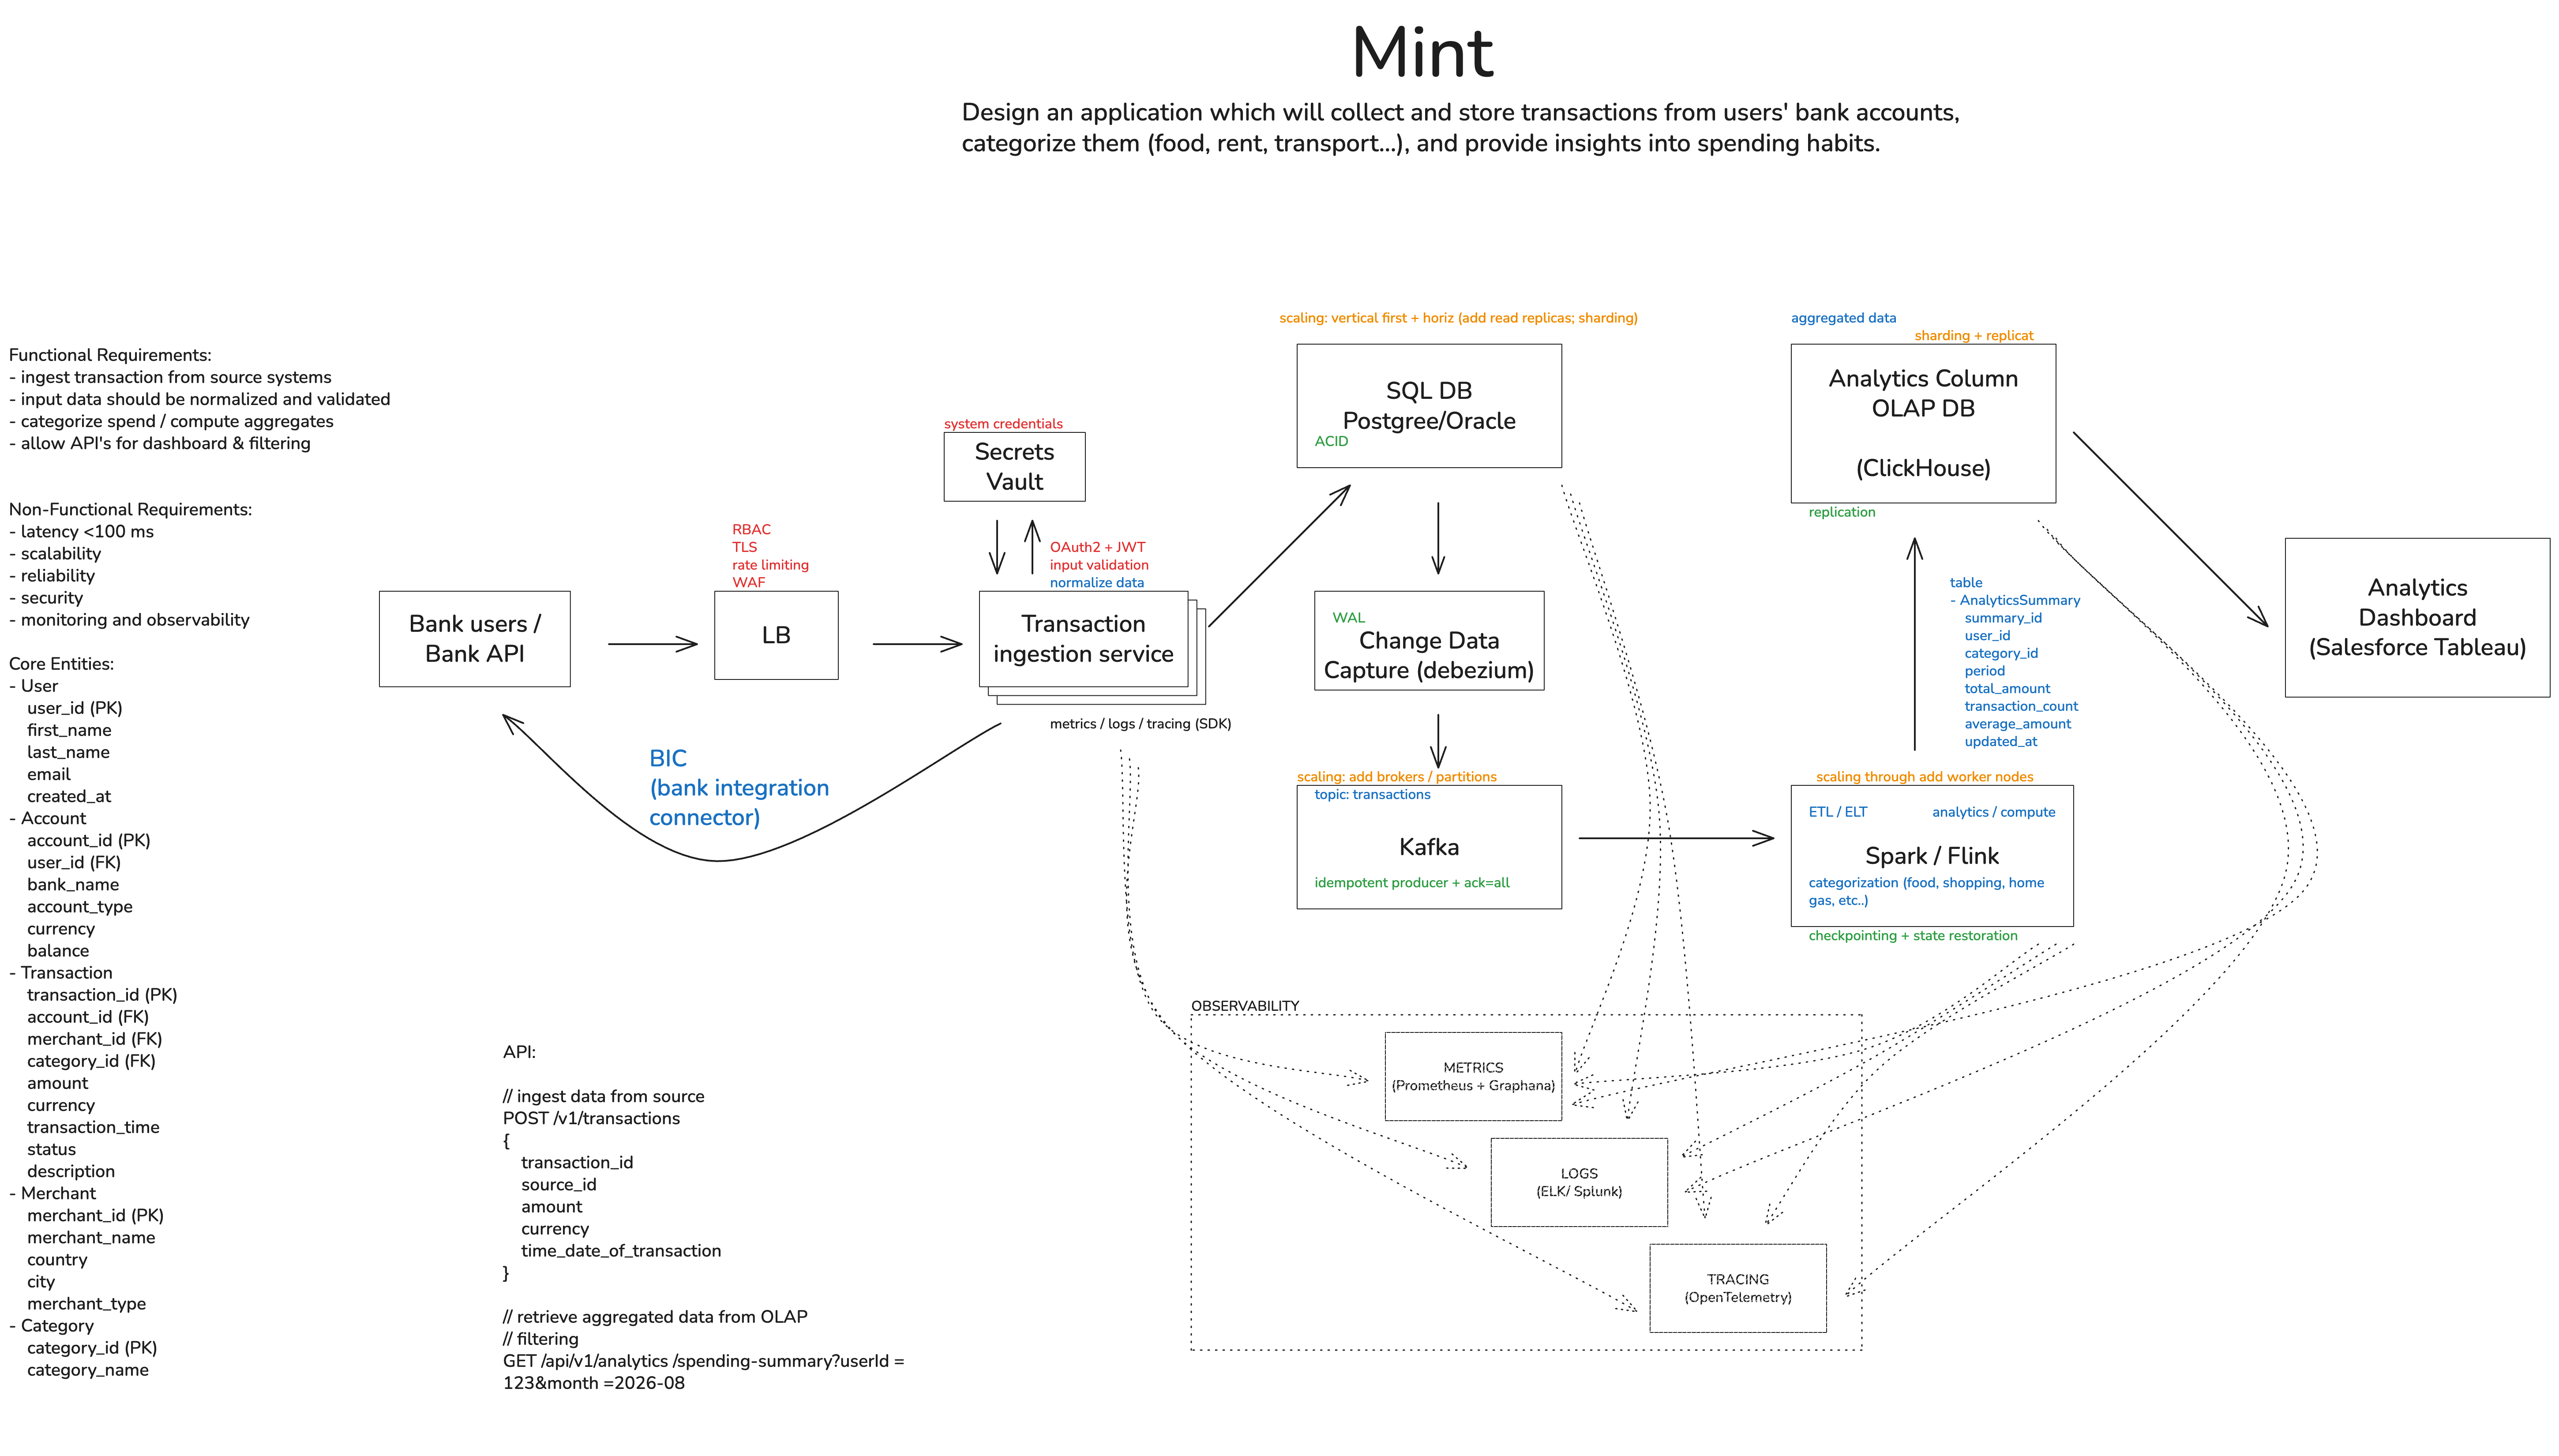 Mint
Design an application which will collect and store transactions from users' bank accounts,
categorize them (food, rent, transport...), and provide insights into spending habits.
Functional Requirements:
- ingest transaction from source systems
- input data should be normalized and validated
- categorize spend / compute aggregates
- allow API's for dashboard & filtering
Non-Functional Requirements:
- latency <100 ms
- scalability
- reliability
- security
- monitoring and observability
Core Entities:
- User
user_id (PK)
first_name
last_name
email
created_at
- Account
account_id (PK)
user_id (FK)
bank_name
account_type
currency
balance
- Transaction
transaction_id (PK)
account_id (FK)
merchant_id (FK)
category_id (FK)
amount
currency
transaction_time
status
description
- Merchant
merchant_id (PK)
merchant_name
country
city
merchant_type
- Category
category_id (PK)
category_name
Bank users /
Bank API
RBAC
TLS
rate limiting
WAF
LB
system credentials
Secrets
Vault
OAuth2 + JWT
input validation
normalize data
Transaction
ingestion service
metrics / logs / tracing (SDK)
BIC
(bank integration
connector)
API:
// ingest data from source
POST /v1/transactions
{
transaction_id
source_id
amount
currency
time_date_of_transaction
}
// retrieve aggregated data from OLAP
// filtering
GET /api/v1/analytics /spending-summary?userId =
123&month =2026-08
scaling: vertical first + horiz (add read replicas; sharding)
SQL DB
Postgree/Oracle
ACID
WAL
Change Data
Capture (debezium)
scaling: add brokers / partitions
topic: transactions
Kafka
idempotent producer + ack=all
aggregated data
sharding + replicat
Analytics Column
OLAP DB
(ClickHouse)
replication
table
- AnalyticsSummary
summary_id
user_id
category_id
period
total_amount
transaction_count
average_amount
updated_at
scaling through add worker nodes
ETL / ELT
analytics / compute
Spark / Flink
categorization (food, shopping, home
gas, etc..)
checkpointing + state restoration
Analytics
Dashboard
(Salesforce Tableau)
OBSERVABILITY
METRICS
(Prometheus + Graphana)
LOGS
(ELK/ Splunk)
TRACING
(OpenTelemetry)